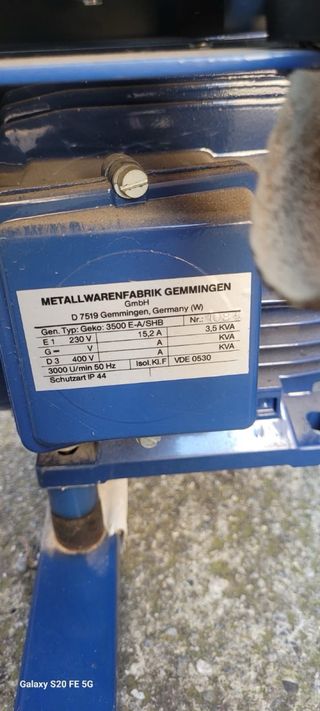 METALLWARENFABRIK GEMMINGEN
GmbH
D 7519 Gemmingen, Germany (W)
Gen. Typ: Geko: 3500 E-A/SHB Nr.:
E 1 230 V 15,2 A 3,5 KVA
G = V A KVA
D 3 400 V A KVA
3000 U/min 50 Hz Isol.Kl.F VDE 0530
Schutzart IP 44
Galaxy S20 FE 5G